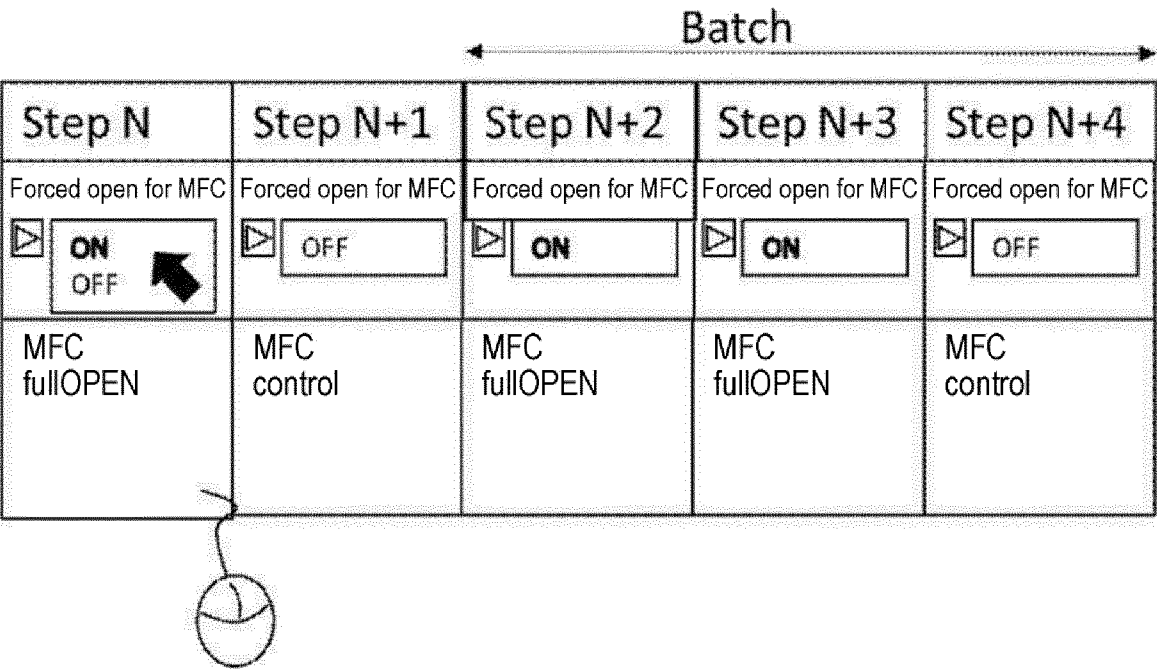 Batch
Step N
Step N+1
Step N+2
Step N+3
Step N+4
Forced open for MFC
Forced open for MFC
Forced open for MFC
Forced open for MFC
Forced open for MFC
ON
OFF
OFF
ON
ON
OFF
MFC
fullOPEN
MFC
control
MFC
fullOPEN
MFC
fullOPEN
MFC
control